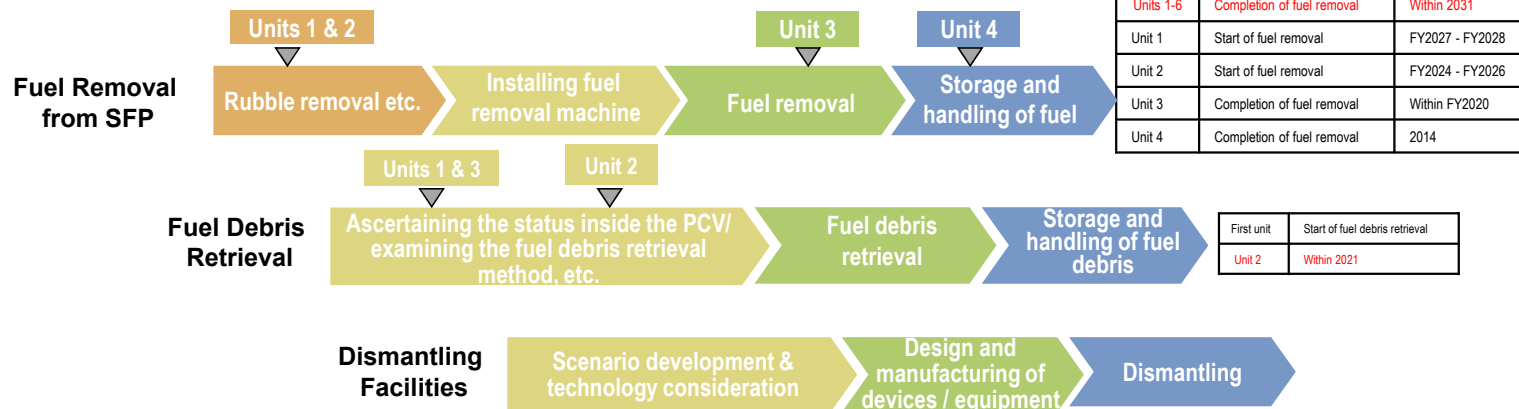 Units 1 & 2
Unit 3
Unit 4
Fuel Removal
from SFP
Rubble removal etc.
Installing fuel
removal machine
Fuel removal
Storage and
handling of fuel
Units 1-6 Completion of fuel removal Within 2031
Unit 1 Start of fuel removal FY2027 - FY2028
Unit 2 Start of fuel removal FY2024 - FY2026
Unit 3 Completion of fuel removal Within FY2020
Unit 4 Completion of fuel removal 2014
Units 1 & 3
Unit 2
Fuel Debris
Retrieval
Ascertaining the status inside the PCV/
examining the fuel debris retrieval
method, etc.
Fuel debris
retrieval
Storage and
handling of fuel
debris
First unit Start of fuel debris retrieval
Unit 2 Within 2021
Dismantling
Facilities
Scenario development &
technology consideration
Design and
manufacturing of
devices / equipment
Dismantling